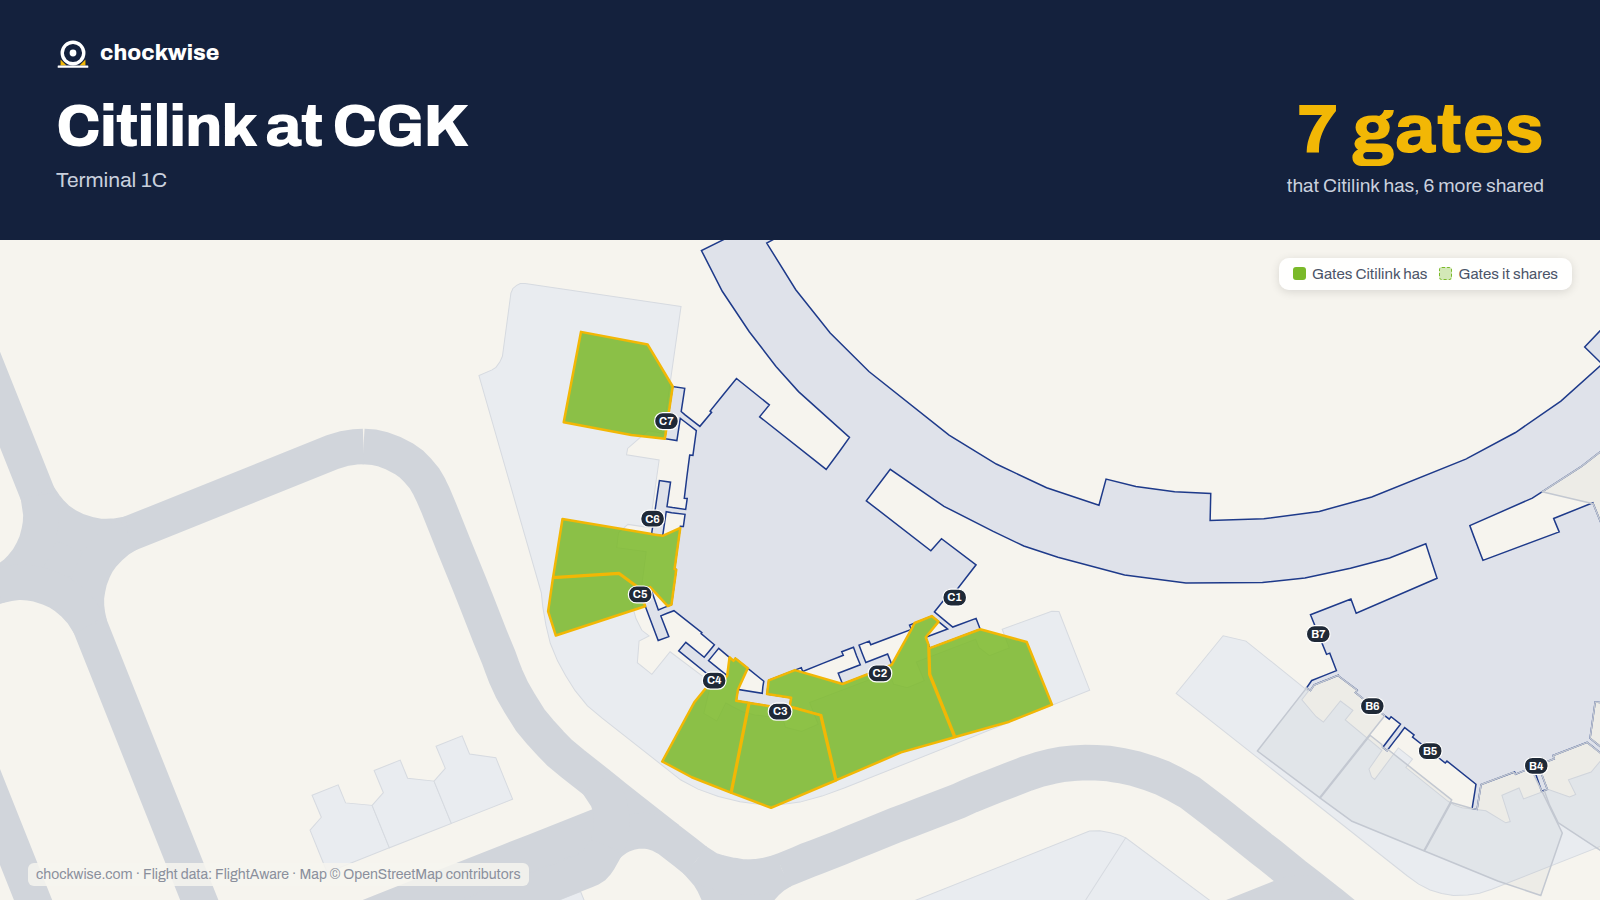 chockwise
Citilink at CGK
Terminal 1C
7 gates
that Citilink has, 6 more shared
Gates Citilink has
Gates it shares
C7
C6
C5
C4
C3
C2
C1
B7
B6
B5
B4
chockwise.com · Flight data: FlightAware · Map © OpenStreetMap contributors